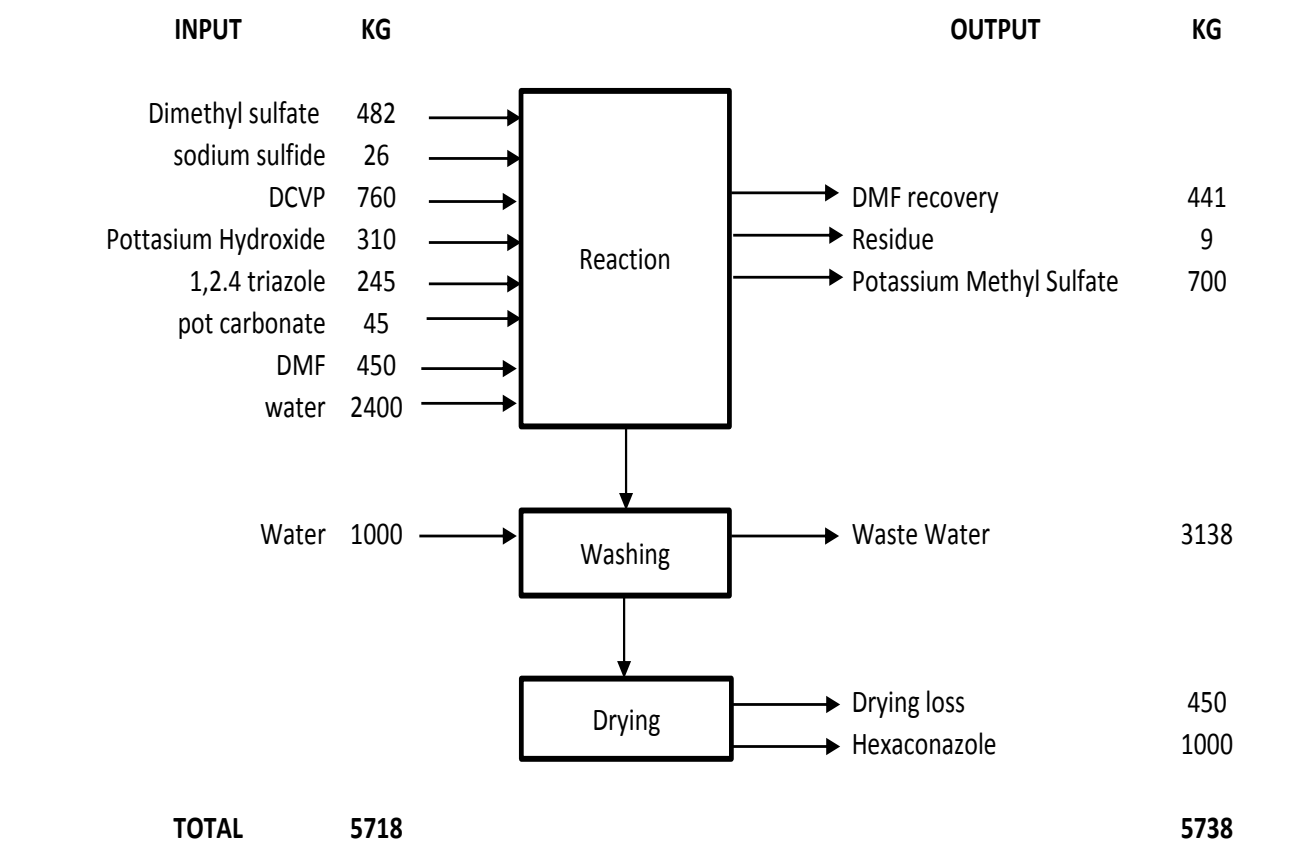 INPUT KG OUTPUT KG
Dimethyl sulfate 482
sodium sulfide 26
DCVP 760 DMF recovery 441
Pottasium Hydroxide 310 Reaction Residue 9
1,2.4 triazole 245 Potassium Methyl Sulfate 700
pot carbonate 45
DMF 450
water 2400
Water 1000 Washing Waste Water 3138
Drying Drying loss 450
Hexaconazole 1000
TOTAL 5718 5738